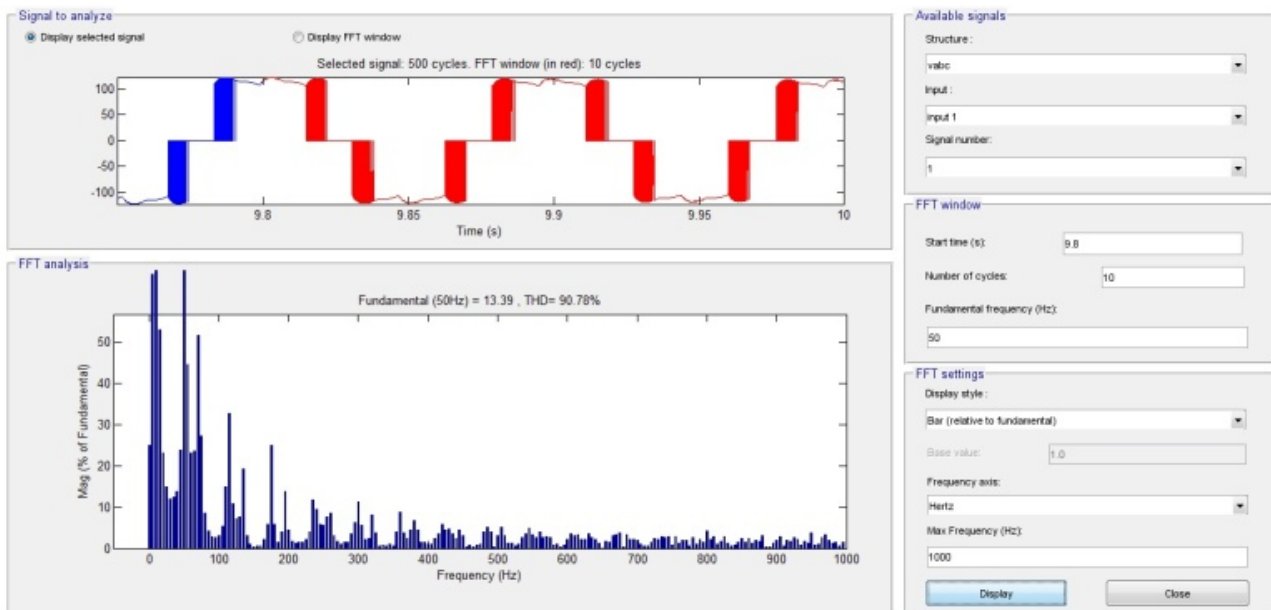 Signal to analyze
Display selected signal
Display FFT window
Selected signal: 500 cycles. FFT window (in red): 10 cycles
100
50
0
-50
-100
9.8
9.85
9.9
9.95
10
Time (s)
FFT analysis
Fundamental (50Hz) = 13.39 , THD= 90.78%
Mag (% of Fundamental)
50
40
30
20
10
0
0
100
200
300
400
500
600
700
800
900
1000
Frequency (Hz)
Available signals
Structure :
vabc
Input :
input 1
Signal number:
1
FFT window
Start time (s):
9.8
Number of cycles:
10
Fundamental frequency (Hz):
50
FFT settings
Display style :
Bar (relative to fundamental)
Base value:
1.0
Frequency axis:
Hertz
Max Frequency (Hz):
1000
Display
Close